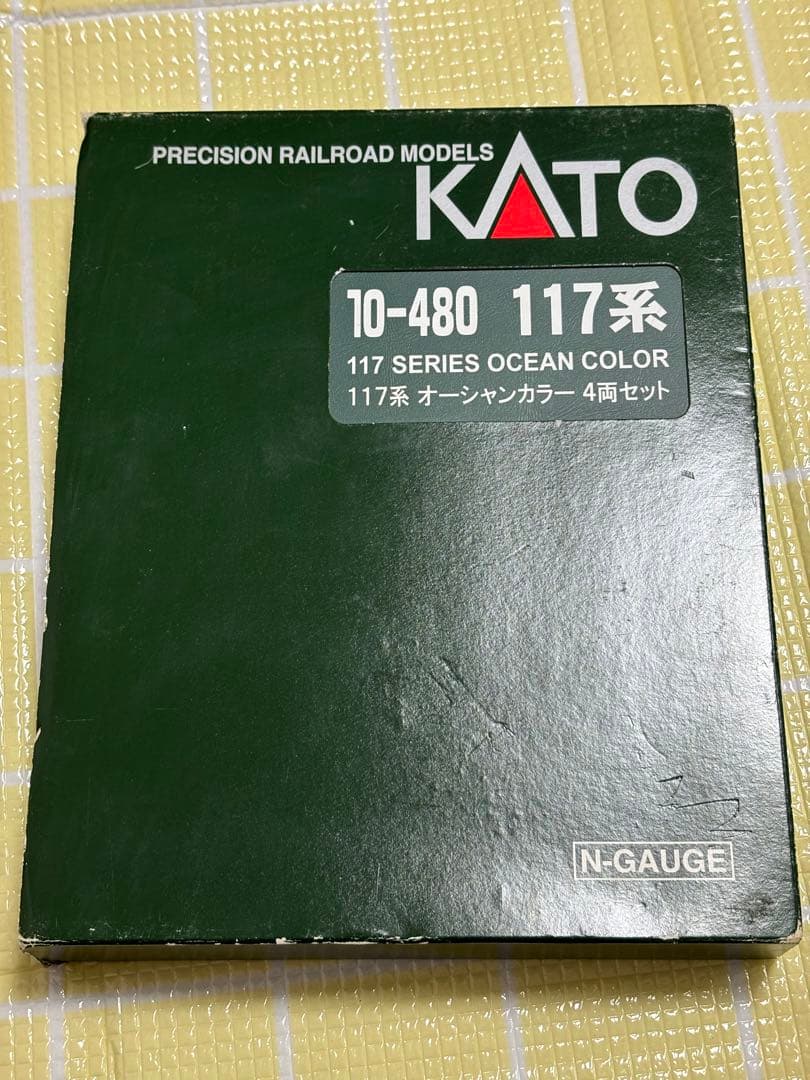 PRECISION RAILROAD MODELS
KATO
10-480 117系
117 SERIES OCEAN COLOR
117系 オーシャンカラー 4両セット
N-GAUGE